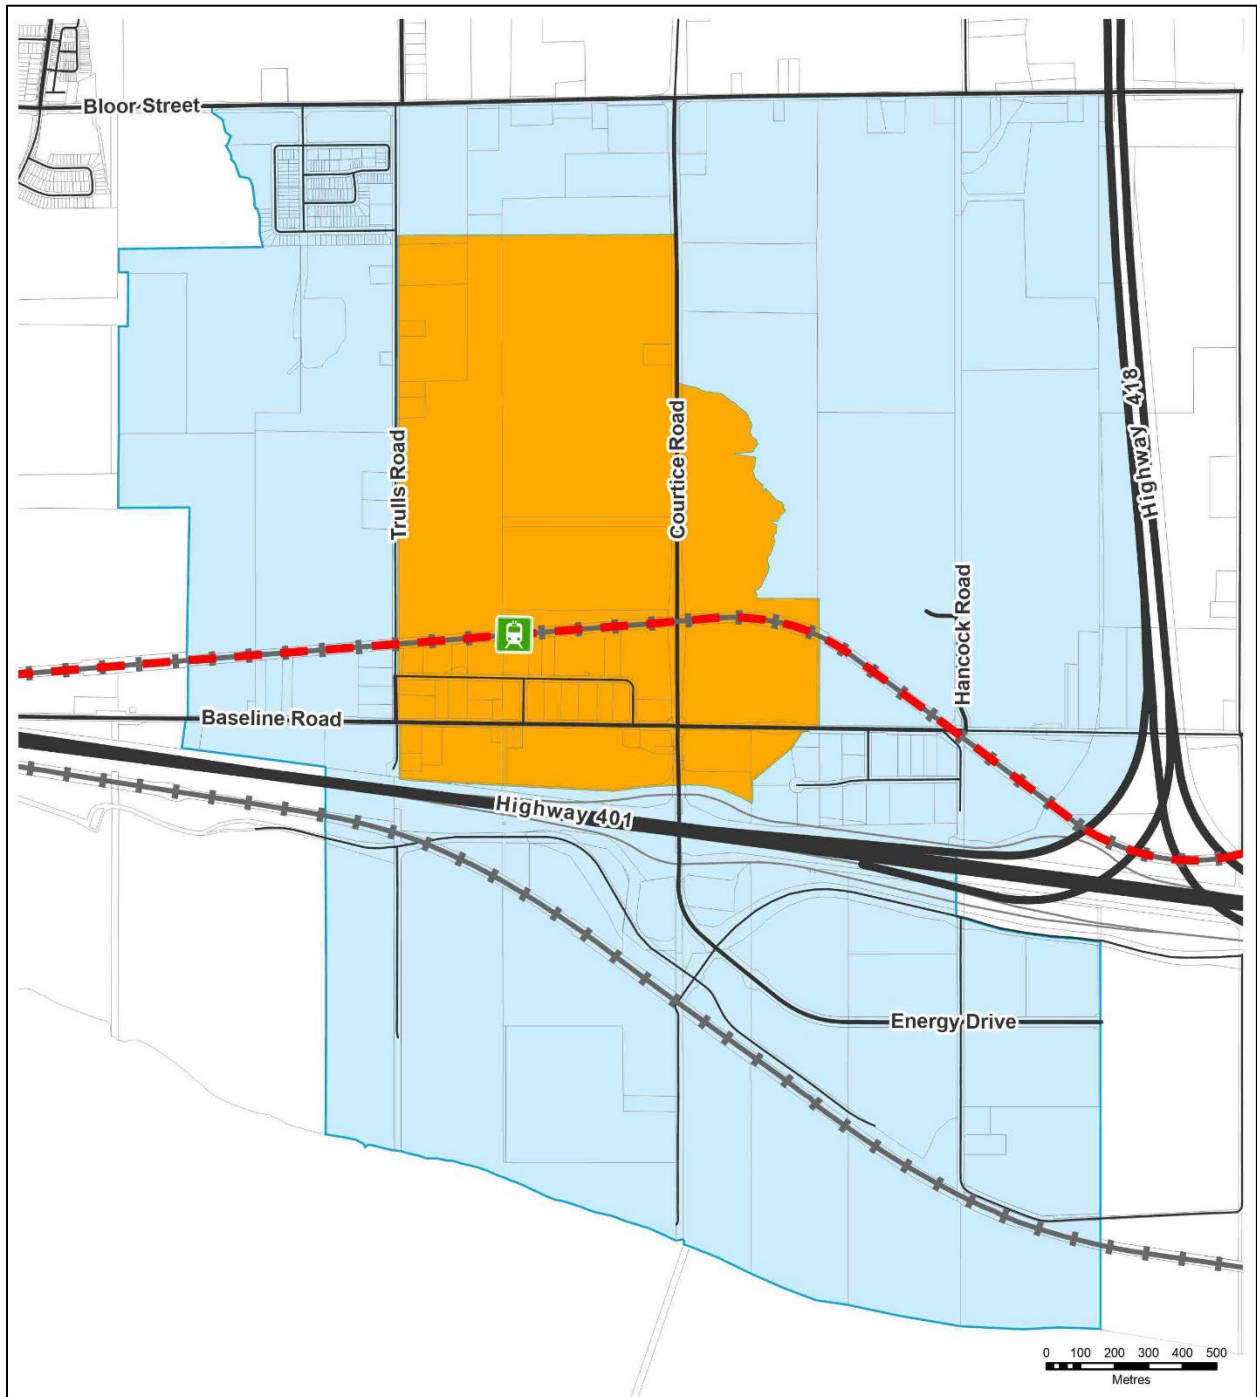 Bloor Street
Highway 418
Trulls Road
Courtice Road
Hancock Road
Baseline Road
Highway 401
Energy Drive
0 100 200 300 400 500
Metres